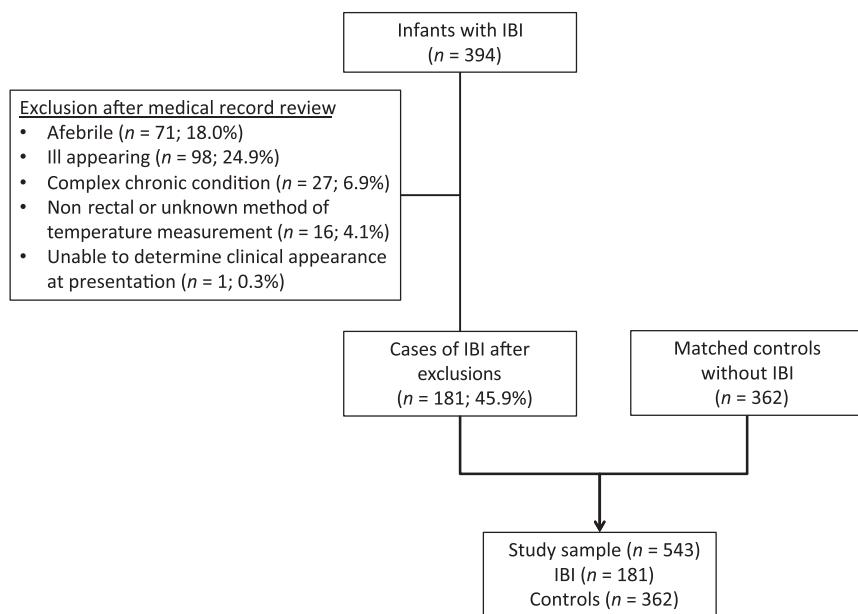 Infants with IBI
(n = 394)
Exclusion after medical record review
• Afebrile (n = 71; 18.0%)
• Ill appearing (n = 98; 24.9%)
• Complex chronic condition (n = 27; 6.9%)
• Non rectal or unknown method of
temperature measurement (n = 16; 4.1%)
• Unable to determine clinical appearance
at presentation (n = 1; 0.3%)
Cases of IBI after
exclusions
(n = 181; 45.9%)
Matched controls
without IBI
(n = 362)
Study sample (n = 543)
IBI (n = 181)
Controls (n = 362)